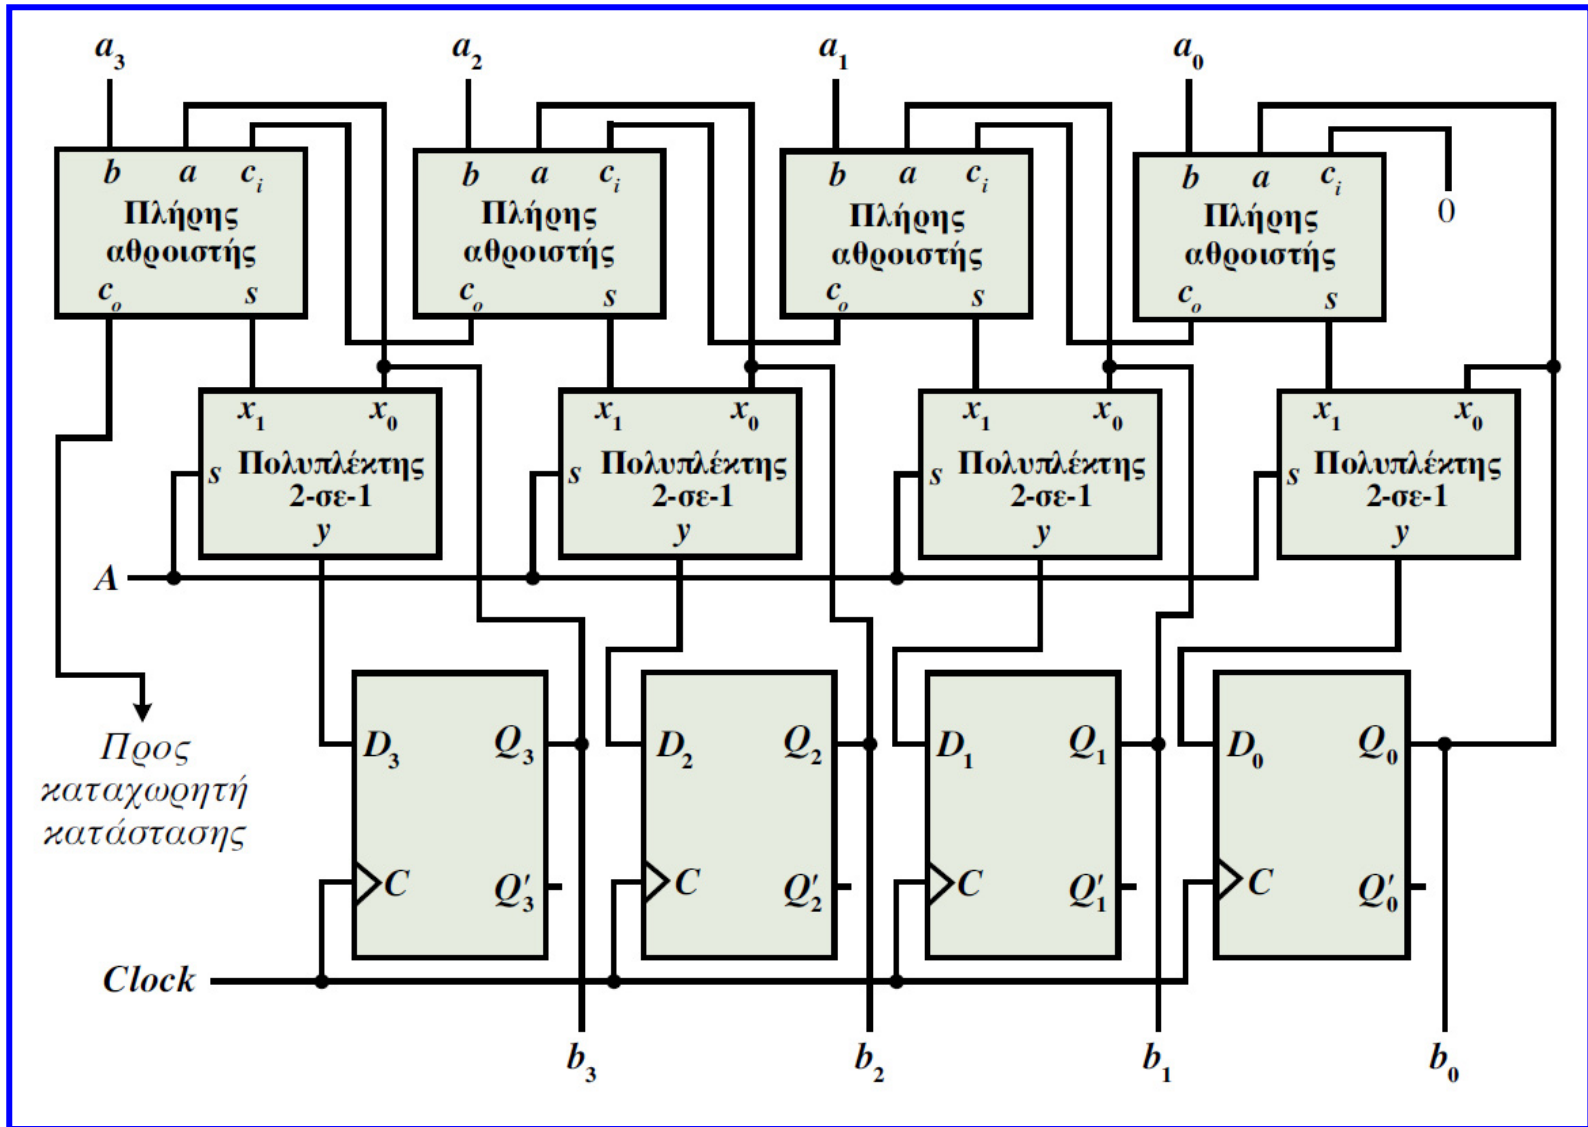 a₃ a₂ a₁ a₀
b a cᵢ b a cᵢ b a cᵢ b a cᵢ
Πλήρης Πλήρης Πλήρης Πλήρης 0
αθροιστής αθροιστής αθροιστής αθροιστής
cₒ s cₒ s cₒ s cₒ s
x₁ x₀ x₁ x₀ x₁ x₀ x₁ x₀
s Πολυπλέκτης s Πολυπλέκτης s Πολυπλέκτης s Πολυπλέκτης
2-σε-1 2-σε-1 2-σε-1 2-σε-1
y y y y
A
D₃ Q₃ D₂ Q₂ D₁ Q₁ D₀ Q₀
Προς
καταχωρητή
κατάστασης
C Q′₃ C Q′₂ C Q′₁ C Q′₀
Clock
b₃ b₂ b₁ b₀